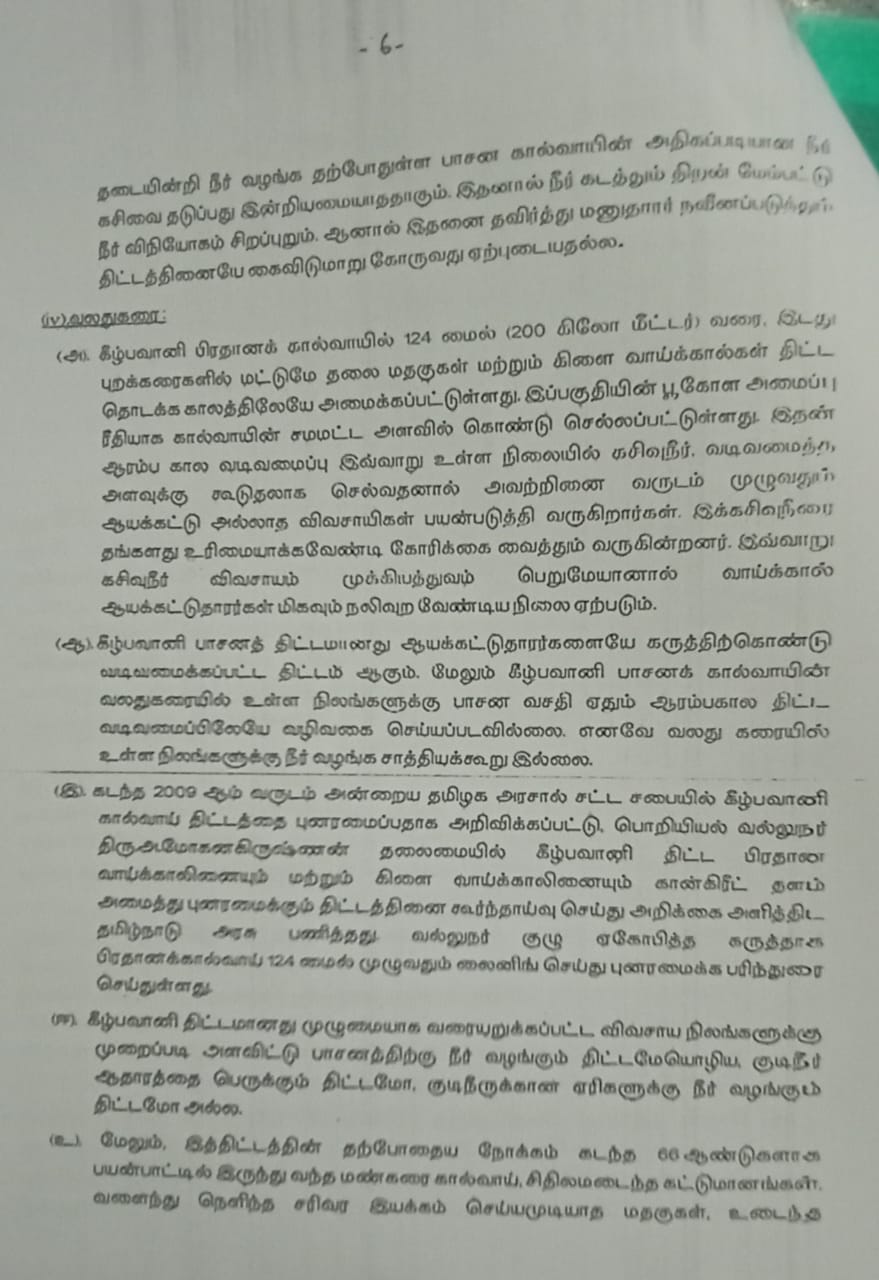 - 6 -
தடையின்றி நீர் வழங்க தற்போதுள்ள பாசன கால்வாயின் அதிகப்படியான நீர்
கசிவை தடுப்பது இன்றியமையாததாகும். இதனால் நீர் கடத்தும் திறன் மேம்பட்டு
நீர் விநியோகம் சிறப்புறும். ஆனால் இதனை தவிர்த்து மனுதாரர் நவீனப்படுத்தும்
திட்டத்தினையே கைவிடுமாறு கோருவது ஏற்புடையதல்ல.
(iv).வலதுகரை:
(அ). கீழ்பவானி பிரதானக் கால்வாயில் 124 மைல் (200 கிலோ மீட்டர்) வரை, இடது
புறக்கரைகளில் மட்டுமே தலை மதகுகள் மற்றும் கிளை வாய்க்கால்கள் திட்ட
தொடக்க காலத்திலேயே அமைக்கப்பட்டுள்ளது. இப்பகுதியின் பூகோள அமைப்பு
ரீதியாக கால்வாயின் சமமட்ட அளவில் கொண்டு செல்லப்பட்டுள்ளது. இதன்
ஆரம்ப கால வடிவமைப்பு இவ்வாறு உள்ள நிலையில் கசிவுநீர், வடிவமைத்த
அளவுக்கு கூடுதலாக செல்வதனால் அவற்றினை வருடம் முழுவதும்
ஆயக்கட்டு அல்லாத விவசாயிகள் பயன்படுத்தி வருகிறார்கள். இக்கசிவுநீரை
தங்களது உரிமையாக்கவேண்டி கோரிக்கை வைத்தும் வருகின்றனர். இவ்வாறு
கசிவுநீர் விவசாயம் முக்கியத்துவம் பெறுமேயானால் வாய்க்கால்
ஆயக்கட்டுதாரர்கள் மிகவும் நலிவுற வேண்டிய நிலை ஏற்படும்.
(ஆ). கீழ்பவானி பாசனத் திட்டமானது ஆயக்கட்டுதாரர்களையே கருத்திற்கொண்டு
வடிவமைக்கப்பட்ட திட்டம் ஆகும். மேலும் கீழ்பவானி பாசனக் கால்வாயின்
வலதுகரையில் உள்ள நிலங்களுக்கு பாசன வசதி ஏதும் ஆரம்பகால திட்ட
வடிவமைப்பிலேயே வழிவகை செய்யப்படவில்லை. எனவே வலது கரையில்
உள்ள நிலங்களுக்கு நீர் வழங்க சாத்தியக்கூறு இல்லை.
(இ). கடந்த 2009 ஆம் வருடம் அன்றைய தமிழக அரசால் சட்ட சபையில் கீழ்பவானி
கால்வாய் திட்டத்தை புனரமைப்பதாக அறிவிக்கப்பட்டு, பொறியியல் வல்லுநர்
திரு.அ.மோகனகிருஷ்ணன் தலைமையில் கீழ்பவானி திட்ட பிரதான
வாய்க்காலினையும் மற்றும் கிளை வாய்க்காலினையும் கான்கிரீட் தளம்
அமைத்து புனரமைக்கும் திட்டத்தினை கூர்ந்தாய்வு செய்து அறிக்கை அளித்திட
தமிழ்நாடு அரசு பணித்தது. வல்லுநர் குழு ஏகோபித்த கருத்தாக
பிரதானக்கால்வாய் 124 மைல் முழுவதும் லைனிங் செய்து புனரமைக்க பரிந்துரை
செய்துள்ளது.
(ஈ). கீழ்பவானி திட்டமானது முழுமையாக வரையறுக்கப்பட்ட விவசாய நிலங்களுக்கு
முறைப்படி அளவிட்டு பாசனத்திற்கு நீர் வழங்கும் திட்டமேயொழிய, குடிநீர்
ஆதாரத்தை பெருக்கும் திட்டமோ, குடிநீருக்கான ஏரிகளுக்கு நீர் வழங்கும்
திட்டமோ அல்ல.
(உ). மேலும், இத்திட்டத்தின் தற்போதைய நோக்கம் கடந்த 66 ஆண்டுகளாக
பயன்பாட்டில் இருந்து வந்த மண்கரை கால்வாய், சிதிலமடைந்த கட்டுமானங்கள்,
வளைந்து நெளிந்த சரிவர இயக்கம் செய்யமுடியாத மதகுகள், உடைந்த